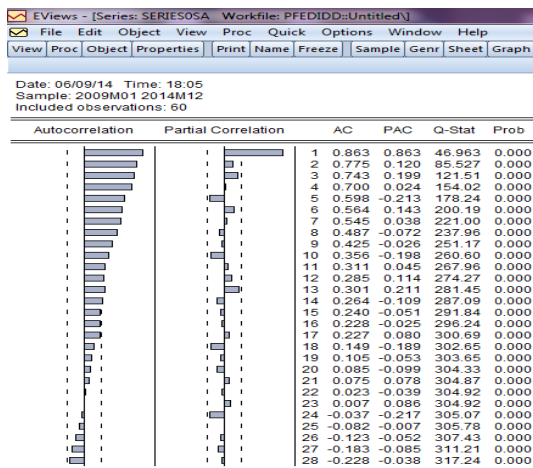 EViews - [Series: SERIES0SA Workfile: PFEDIDD::Untitled\]
File Edit Object View Proc Quick Options Window Help
View Proc Object Properties Print Name Freeze Sample Genr Sheet Graph
Date: 06/09/14 Time: 18:05
Sample: 2009M01 2014M12
Included observations: 60
Autocorrelation Partial Correlation AC PAC Q-Stat Prob
1 0.863 0.863 46.963 0.000
2 0.775 0.120 85.527 0.000
3 0.743 0.199 121.51 0.000
4 0.700 0.024 154.02 0.000
5 0.598 -0.213 178.24 0.000
6 0.564 0.143 200.19 0.000
7 0.545 0.038 221.00 0.000
8 0.487 -0.072 237.96 0.000
9 0.425 -0.026 251.17 0.000
10 0.356 -0.198 260.60 0.000
11 0.311 0.045 267.96 0.000
12 0.285 0.114 274.27 0.000
13 0.301 0.211 281.45 0.000
14 0.264 -0.109 287.09 0.000
15 0.240 -0.051 291.84 0.000
16 0.228 -0.025 296.24 0.000
17 0.227 0.080 300.69 0.000
18 0.149 -0.189 302.65 0.000
19 0.105 -0.053 303.65 0.000
20 0.085 -0.099 304.33 0.000
21 0.075 0.078 304.87 0.000
22 0.023 -0.039 304.92 0.000
23 0.007 0.086 304.92 0.000
24 -0.037 -0.217 305.07 0.000
25 -0.082 -0.007 305.78 0.000
26 -0.123 -0.052 307.43 0.000
27 -0.183 -0.085 311.21 0.000
28 -0.228 -0.038 317.24 0.000